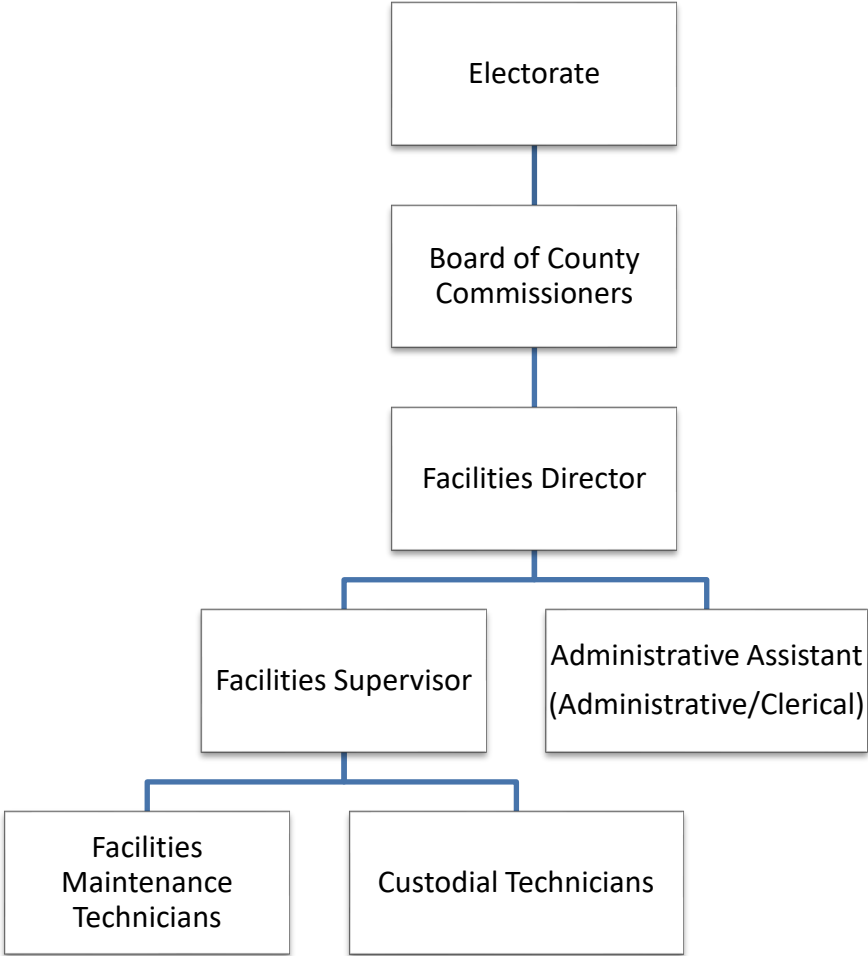 Electorate
Board of County
Commissioners
Facilities Director
Facilities Supervisor
Administrative Assistant
(Administrative/Clerical)
Facilities
Maintenance
Technicians
Custodial Technicians